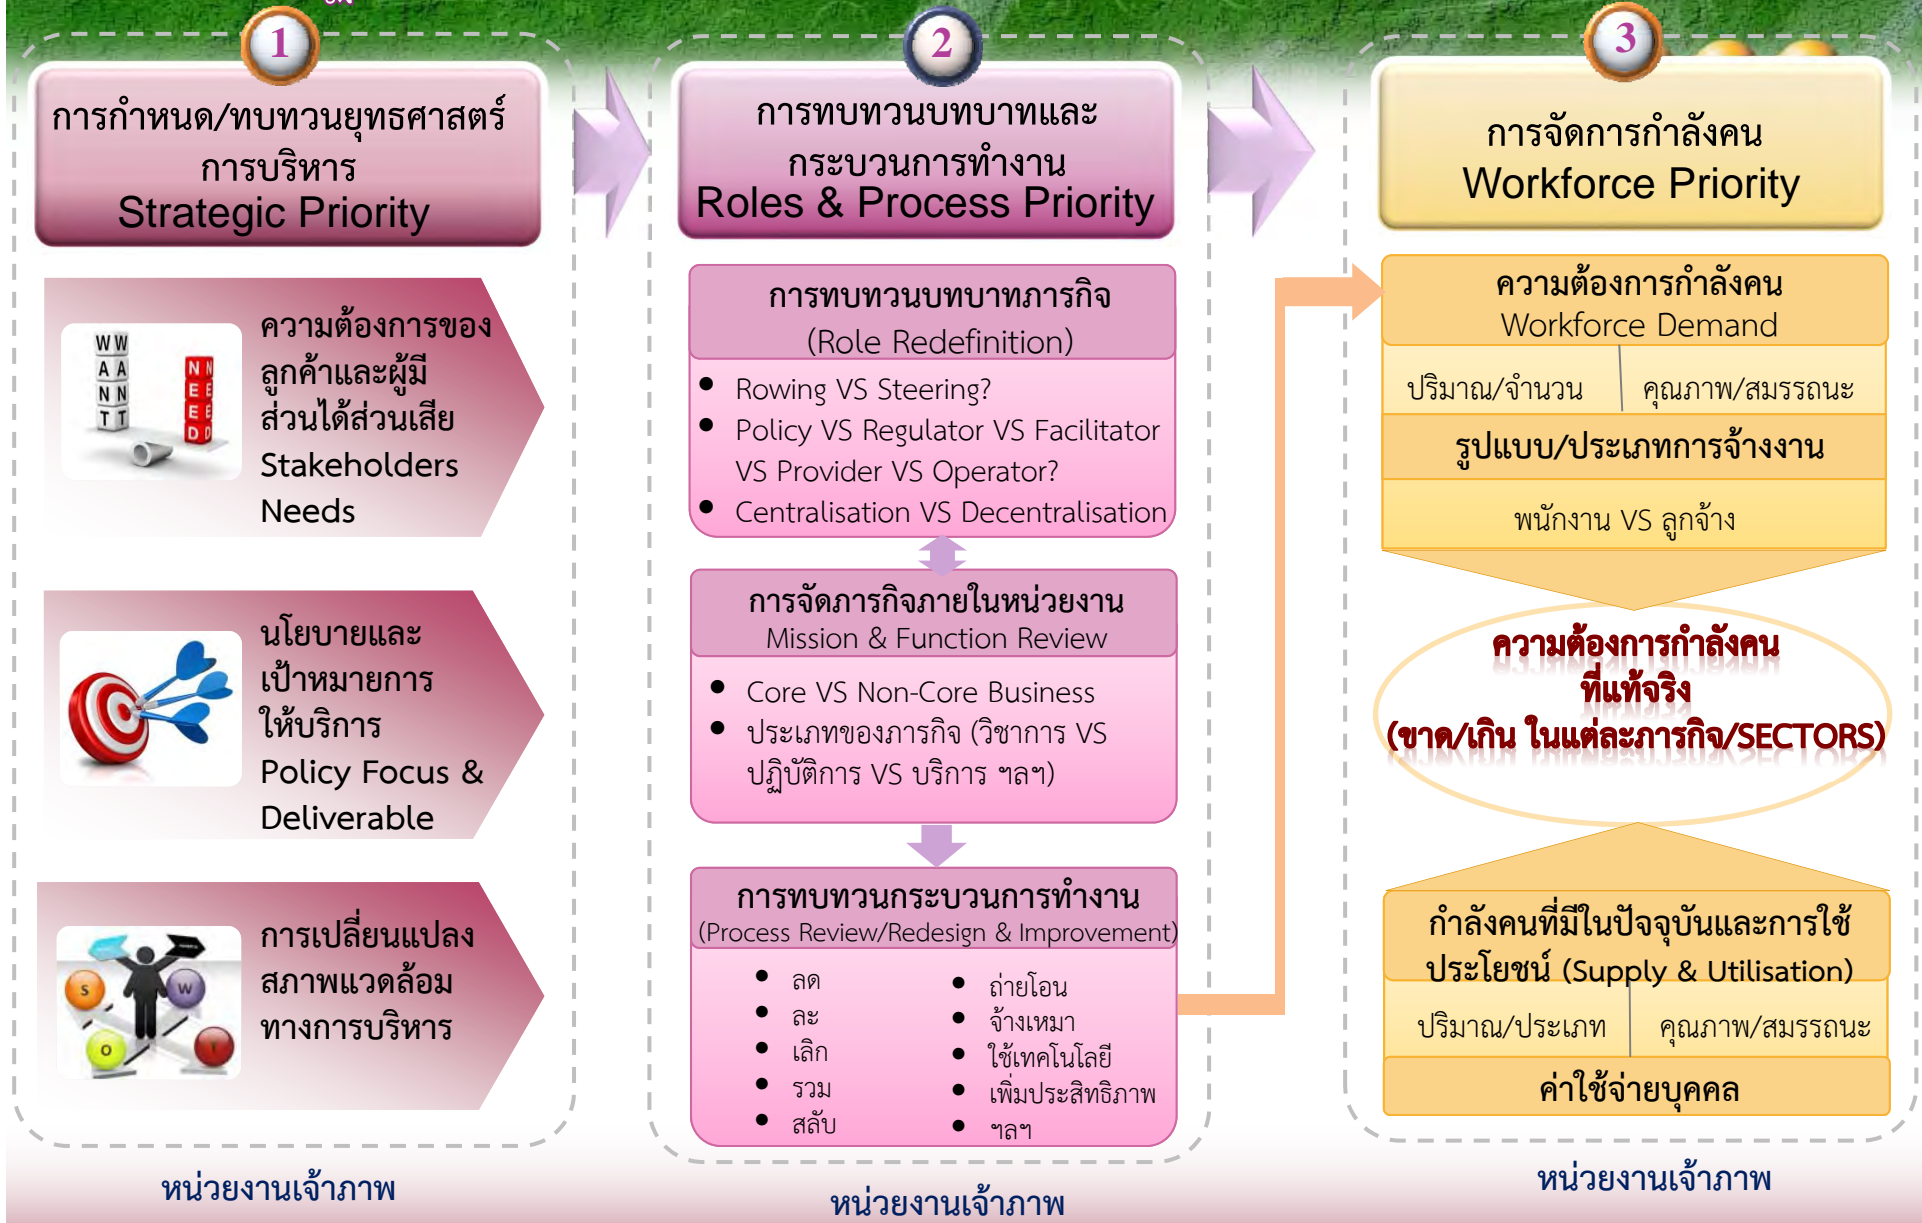 1
การกำหนด/ทบทวนยุทธศาสตร์
การบริหาร
Strategic Priority
ความต้องการของ
ลูกค้าและผู้มี
ส่วนได้ส่วนเสีย
Stakeholders
Needs
WANT
WANT
NEED
NEED
นโยบายและ
เป้าหมายการ
ให้บริการ
Policy Focus &
Deliverable
การเปลี่ยนแปลง
สภาพแวดล้อม
ทางการบริหาร
S
W
O
T
หน่วยงานเจ้าภาพ
2
การทบทวนบทบาทและ
กระบวนการทำงาน
Roles & Process Priority
การทบทวนบทบาทภารกิจ
(Role Redefinition)
• Rowing VS Steering?
• Policy VS Regulator VS Facilitator
VS Provider VS Operator?
• Centralisation VS Decentralisation
การจัดภารกิจภายในหน่วยงาน
Mission & Function Review
• Core VS Non-Core Business
• ประเภทของภารกิจ (วิชาการ VS
ปฏิบัติการ VS บริการ ฯลฯ)
การทบทวนกระบวนการทำงาน
(Process Review/Redesign & Improvement)
• ลด
• ละ
• เลิก
• รวม
• สลับ
• ถ่ายโอน
• จ้างเหมา
• ใช้เทคโนโลยี
• เพิ่มประสิทธิภาพ
• ฯลฯ
หน่วยงานเจ้าภาพ
3
การจัดการกำลังคน
Workforce Priority
ความต้องการกำลังคน
Workforce Demand
ปริมาณ/จำนวน
คุณภาพ/สมรรถนะ
รูปแบบ/ประเภทการจ้างงาน
พนักงาน VS ลูกจ้าง
ความต้องการกำลังคน
ที่แท้จริง
(ขาด/เกิน ในแต่ละภารกิจ/SECTORS)
กำลังคนที่มีในปัจจุบันและการใช้
ประโยชน์ (Supply & Utilisation)
ปริมาณ/ประเภท
คุณภาพ/สมรรถนะ
ค่าใช้จ่ายบุคคล
หน่วยงานเจ้าภาพ